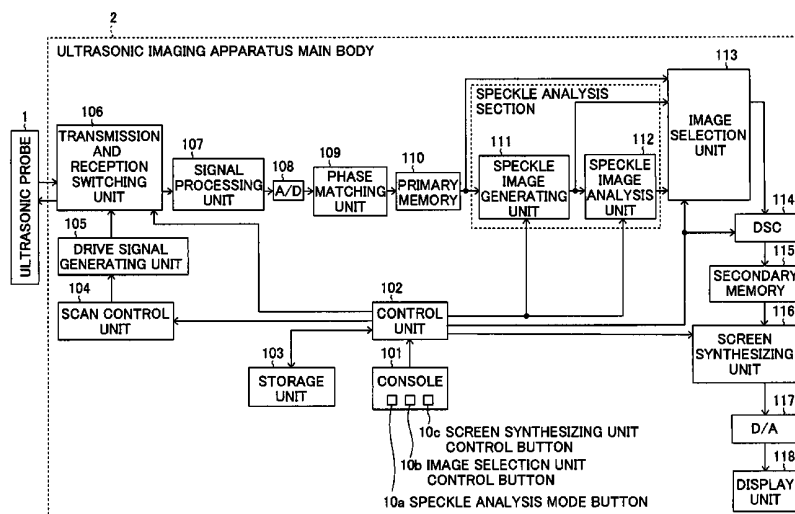 2
ULTRASONIC IMAGING APPARATUS MAIN BODY
113
1
106
SPECKLE ANALYSIS
SECTION
ULTRASONIC PROBE
TRANSMISSION
AND
RECEPTION
SWITCHING
UNIT
107
SIGNAL
PROCESSING
UNIT
108
A/D
109
PHASE
MATCHING
UNIT
110
PRIMARY
MEMORY
111
SPECKLE
IMAGE
GENERATING
UNIT
112
SPECKLE
IMAGE
ANALYSIS
UNIT
IMAGE
SELECTION
UNIT
114
DSC
105
DRIVE SIGNAL
GENERATING UNIT
115
SECONDARY
MEMORY
104
SCAN CONTROL
UNIT
102
CONTROL
UNIT
116
SCREEN
SYNTHESIZING
UNIT
103
STORAGE
UNIT
101
CONSOLE
117
D/A
10c SCREEN SYNTHESIZING UNIT
CONTROL BUTTON
10b IMAGE SELECTION UNIT
CONTROL BUTTON
10a SPECKLE ANALYSIS MODE BUTTON
118
DISPLAY
UNIT